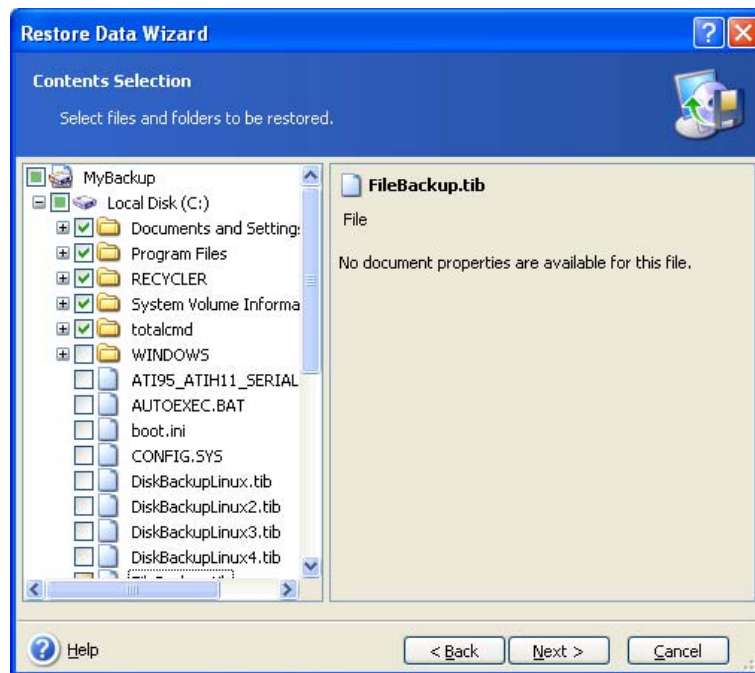 Restore Data Wizard
Contents Selection
Select files and folders to be restored.
MyBackup
Local Disk (C:)
Documents and Setting
Program Files
RECYCLER
System Volume Informa
totalcmd
WINDOWS
ATI95_ATIH11_SERIAL
AUTOEXEC.BAT
boot.ini
CONFIG.SYS
DiskBackupLinux.tib
DiskBackupLinux2.tib
DiskBackupLinux3.tib
DiskBackupLinux4.tib
FileBackup.tib
File
No document properties are available for this file.
Help
< Back
Next >
Cancel